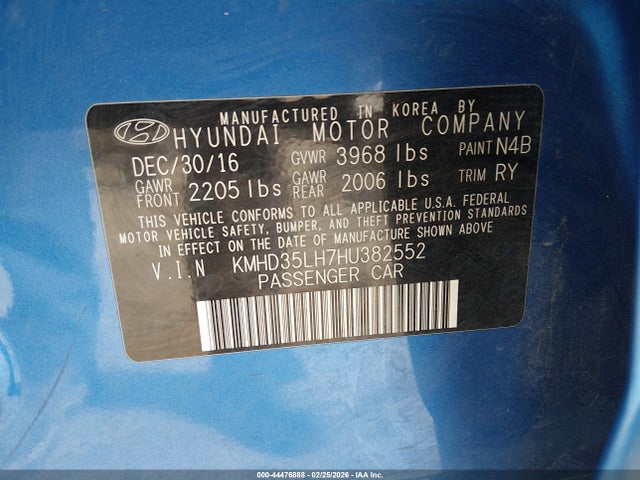 MANUFACTURED IN KOREA BY
HYUNDAI MOTOR COMPANY
DEC/30/16 GVWR 3968 lbs PAINT N4B
GAWR FRONT 2205 lbs GAWR REAR 2006 lbs TRIM RY
THIS VEHICLE CONFORMS TO ALL APPLICABLE U.S.A. FEDERAL
MOTOR VEHICLE SAFETY, BUMPER, AND THEFT PREVENTION STANDARDS
IN EFFECT ON THE DATE OF MANUFACTURE SHOWN ABOVE
V.I.N KMHD35LH7HU382552
PASSENGER CAR
000-44476888 - 02/25/2026 - IAA Inc.